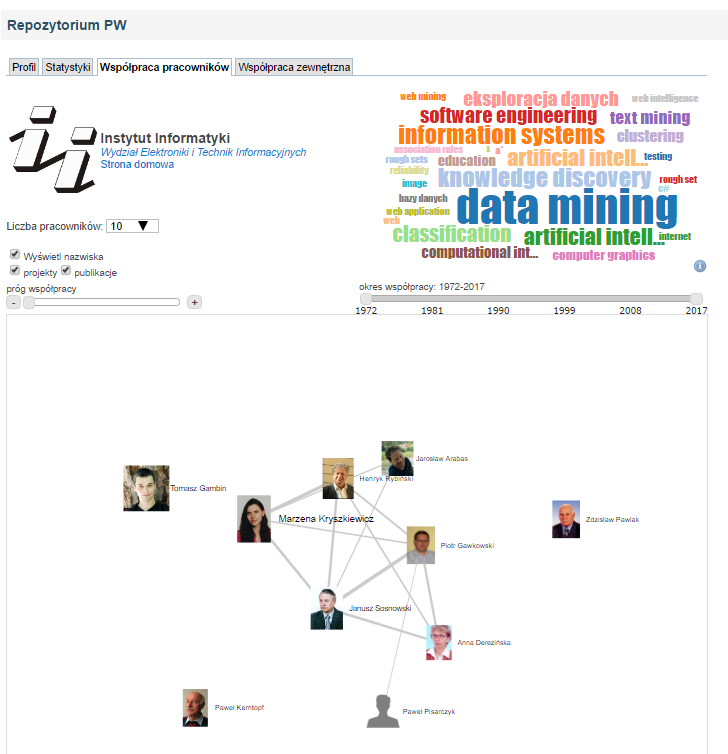 Repozytorium PW
Profil Statystyki Współpraca pracowników Współpraca zewnętrzna
Instytut Informatyki
Wydział Elektroniki i Technik Informacyjnych
Strona domowa
web mining eksploracja danych web intelligence
software engineering text mining
information systems clustering
association rules
rough sets education artificial intell... testing
reliability
image knowledge discovery rough set
c#
bazy danych data mining
web application
web
classification artificial intell... internet
computational int... computer graphics
Liczba pracowników: 10
Wyświetl nazwiska
projekty publikacje
próg współpracy
- +
okres współpracy: 1972-2017
1972 1981 1990 1999 2008 2017
Jarosław Arabas
Henryk Rybiński
Tomasz Gambin
Marzena Kryszkiewicz
Zdzisław Pawlak
Piotr Gawkowski
Janusz Sosnowski
Anna Derezińska
Paweł Kerntopf
Paweł Pisarczyk